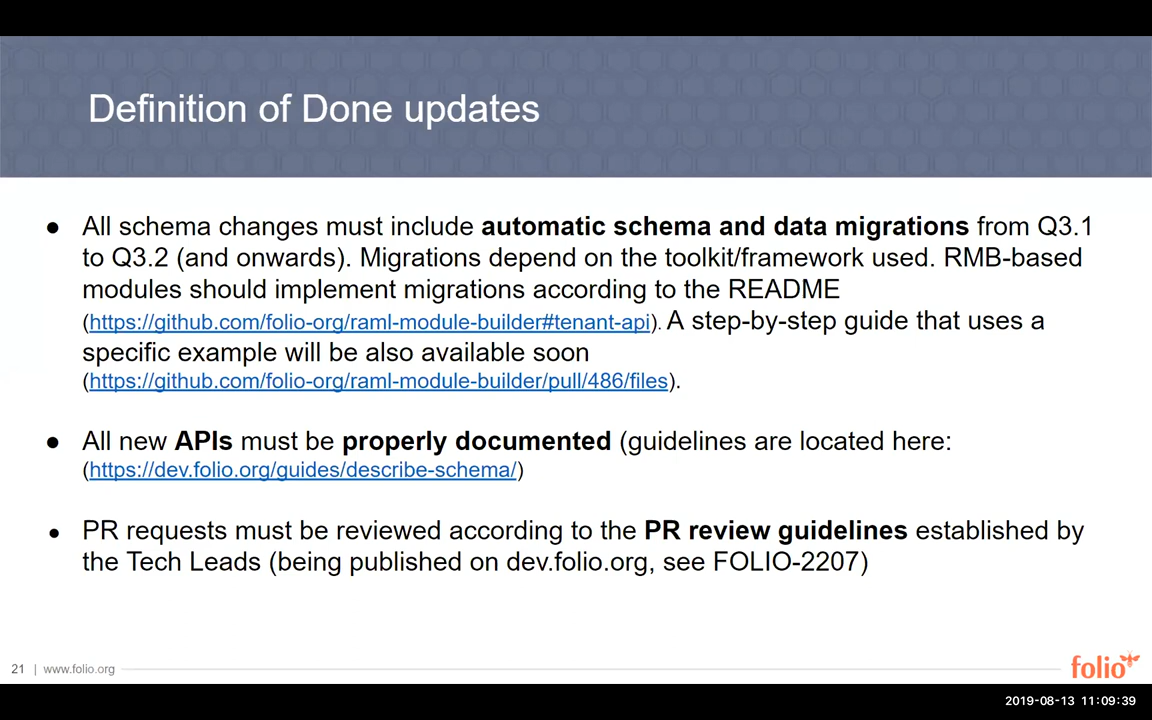 Definition of Done updates
● All schema changes must include automatic schema and data migrations from Q3.1
to Q3.2 (and onwards). Migrations depend on the toolkit/framework used. RMB-based
modules should implement migrations according to the README
(https://github.com/folio-org/raml-module-builder#tenant-api). A step-by-step guide that uses a
specific example will be also available soon
(https://github.com/folio-org/raml-module-builder/pull/486/files).
● All new APIs must be properly documented (guidelines are located here:
(https://dev.folio.org/guides/describe-schema/)
● PR requests must be reviewed according to the PR review guidelines established by
the Tech Leads (being published on dev.folio.org, see FOLIO-2207)
21 | www.folio.org
folio
2019-08-13 11:09:39